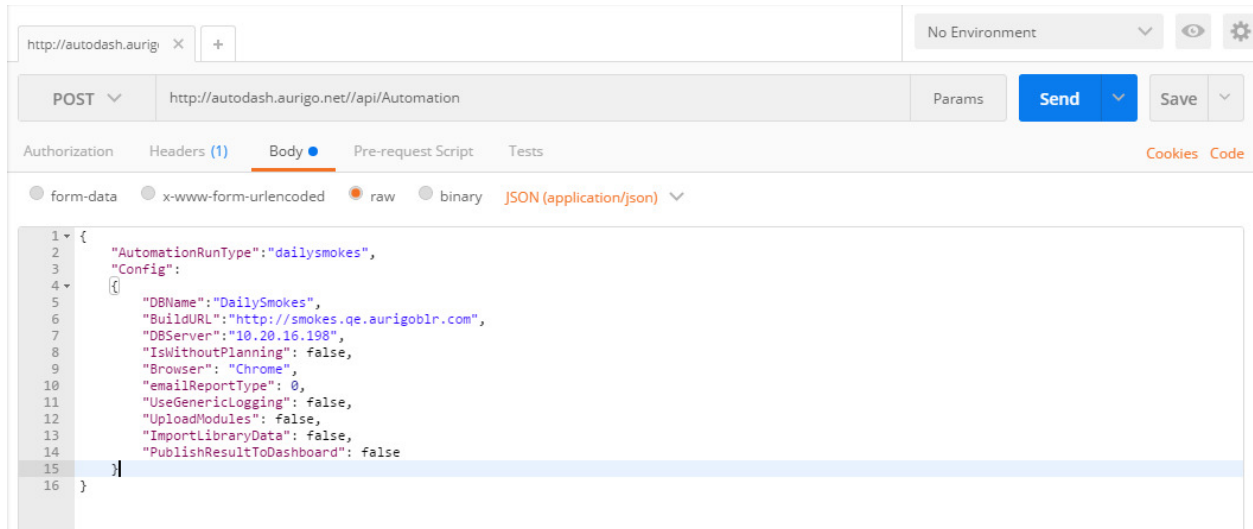 http://autodash.aurig
No Environment
POST http://autodash.aurigo.net//api/Automation Params Send Save
Authorization Headers (1) Body Pre-request Script Tests Cookies Code
form-data x-www-form-urlencoded raw binary JSON (application/json)
1 {
2 "AutomationRunType":"dailysmokes",
3 "Config":
4 {
5 "DBName":"DailySmokes",
6 "BuildURL":"http://smokes.qe.aurigoblr.com",
7 "DBServer":"10.20.16.198",
8 "IsWithoutPlanning": false,
9 "Browser": "Chrome",
10 "emailReportType": 0,
11 "UseGenericLogging": false,
12 "UploadModules": false,
13 "ImportLibraryData": false,
14 "PublishResultToDashboard": false
15 }
16 }